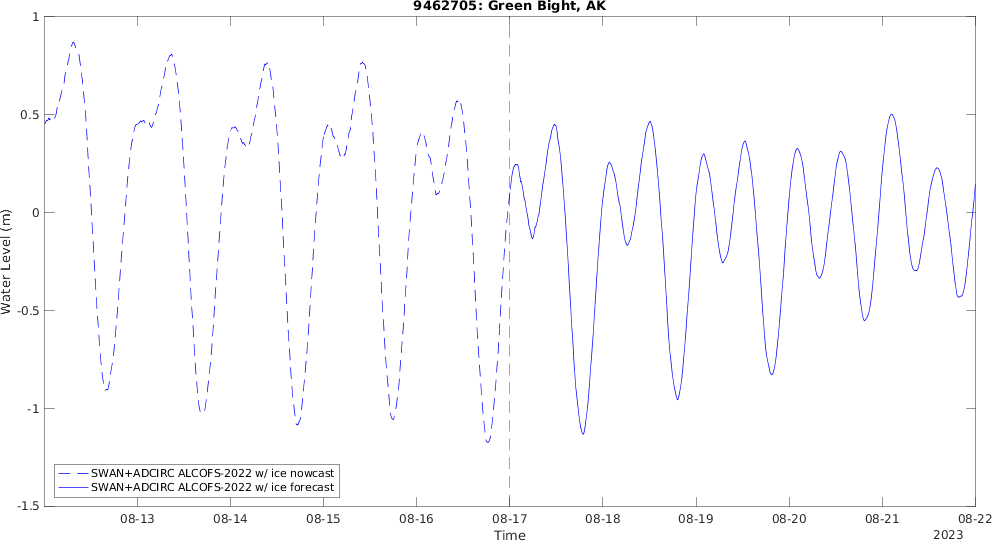 9462705: Green Bight, AK
1
0.5
0
-0.5
-1
-1.5
Water Level (m)
SWAN+ADCIRC ALCOFS-2022 w/ ice nowcast
SWAN+ADCIRC ALCOFS-2022 w/ ice forecast
08-13 08-14 08-15 08-16 08-17 08-18 08-19 08-20 08-21 08-22
Time
2023